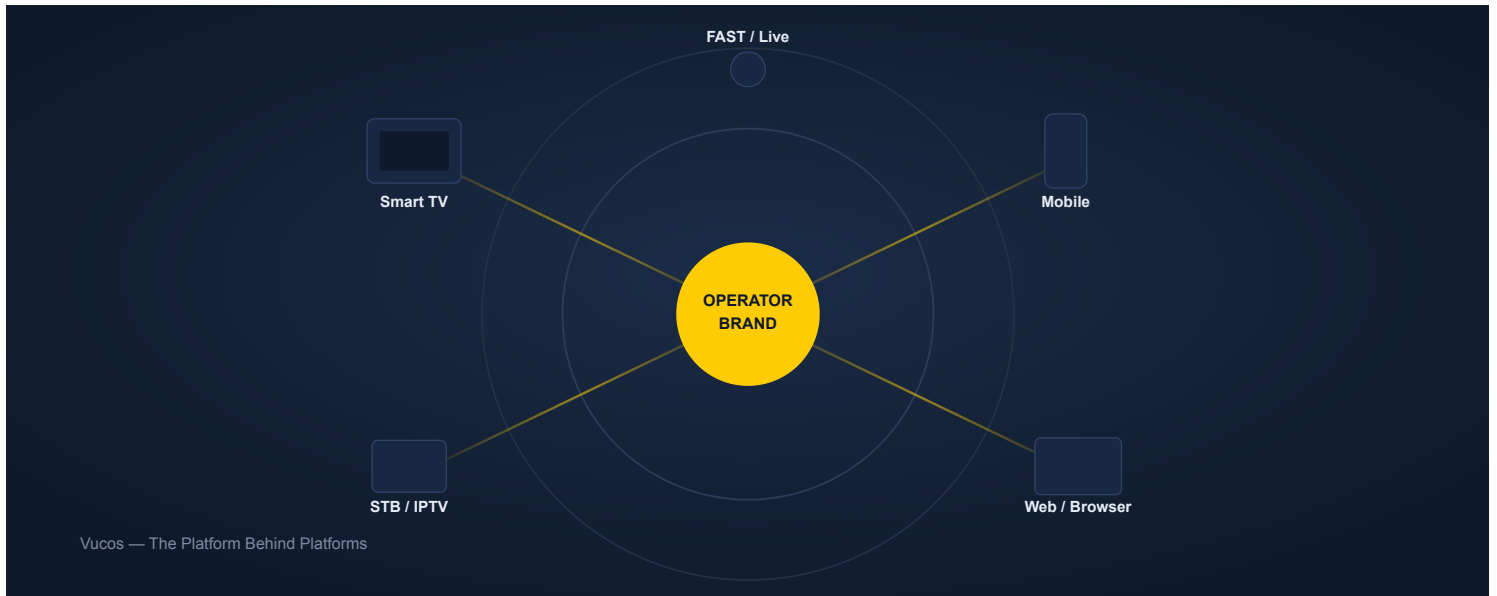 FAST / Live
Smart TV
Mobile
OPERATOR
BRAND
STB / IPTV
Web / Browser
Vucos — The Platform Behind Platforms